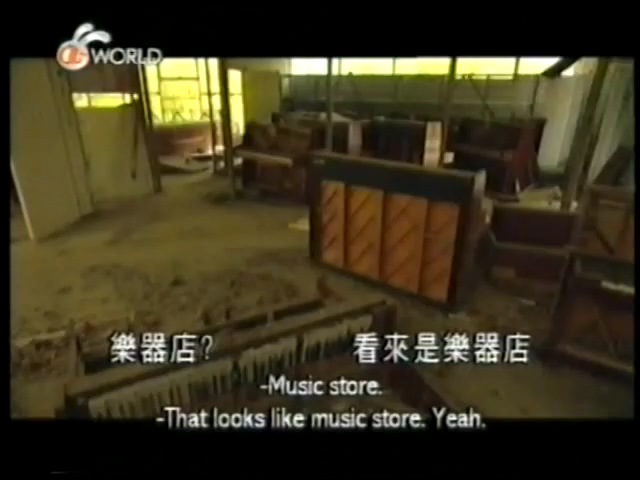 WORLD
樂器店? 看來是樂器店
-Music store.
-That looks like music store. Yeah.